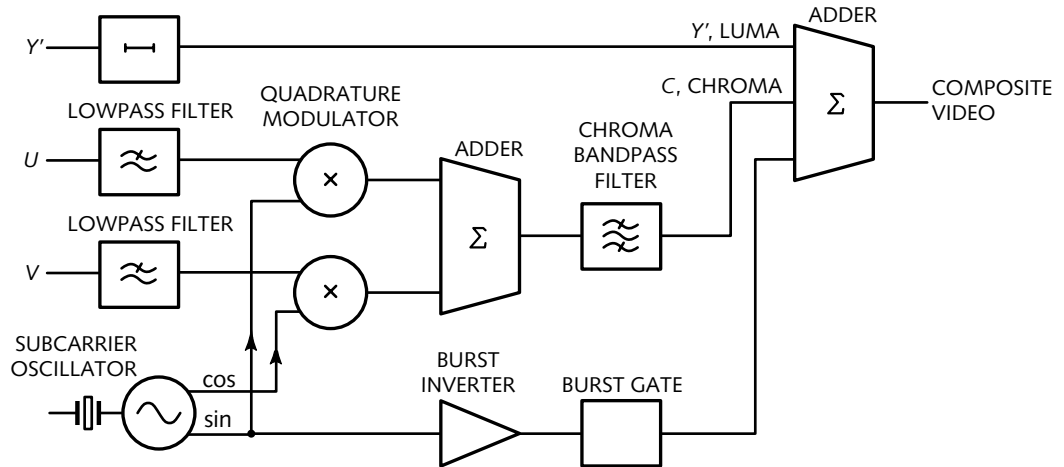 ADDER
Y’
Y’, LUMA
C, CHROMA
Σ
COMPOSITE
VIDEO
LOWPASS FILTER
QUADRATURE
MODULATOR
U
×
ADDER
CHROMA
BANDPASS
FILTER
LOWPASS FILTER
Σ
V
×
SUBCARRIER
OSCILLATOR
cos
sin
BURST
INVERTER
BURST GATE